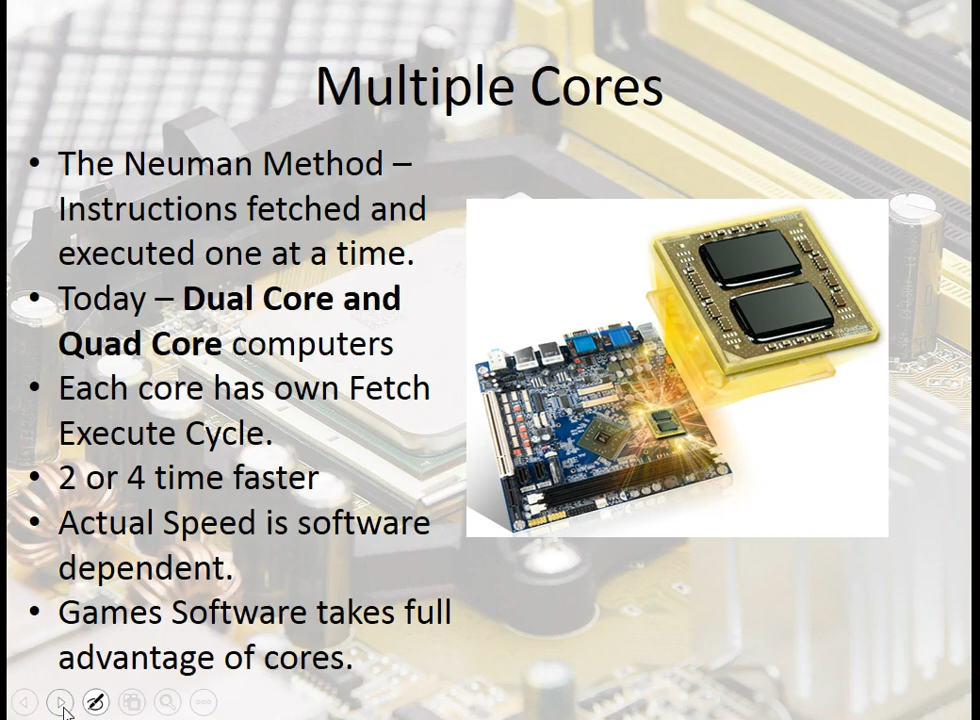 Multiple Cores
• The Neuman Method –
Instructions fetched and
executed one at a time.
• Today – Dual Core and
Quad Core computers
• Each core has own Fetch
Execute Cycle.
• 2 or 4 time faster
• Actual Speed is software
dependent.
• Games Software takes full
advantage of cores.